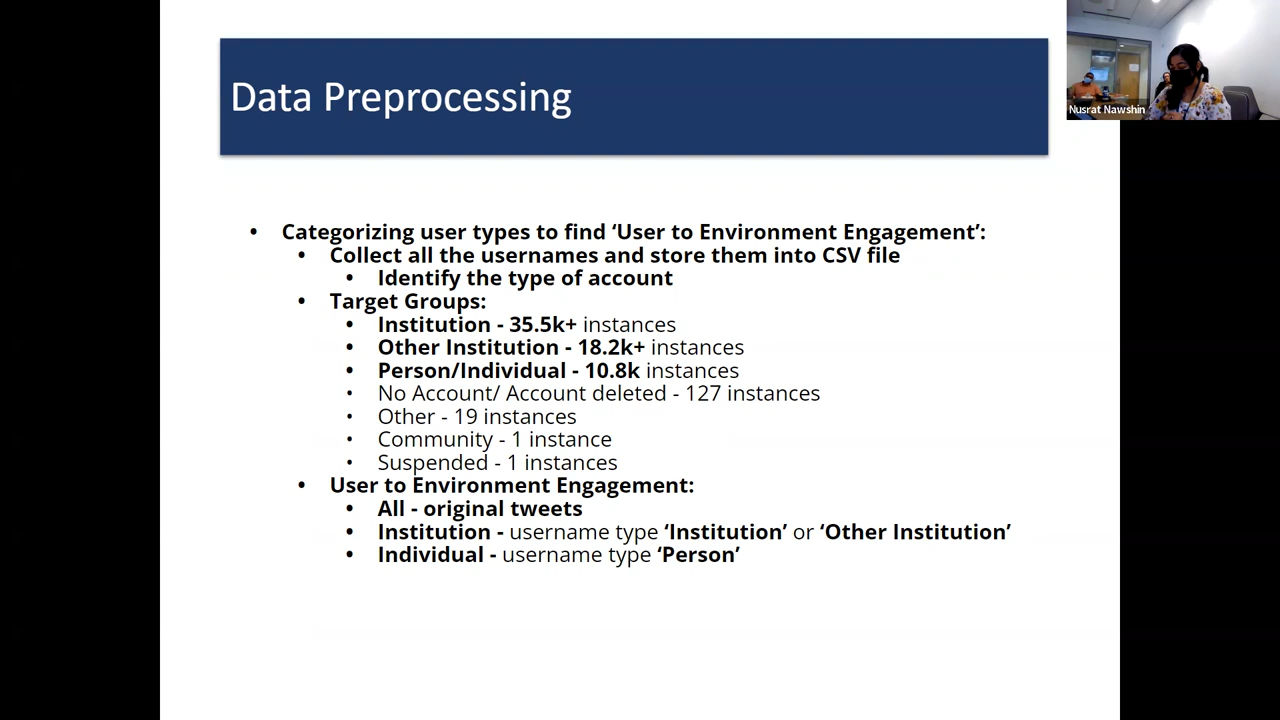 Data Preprocessing
Nusrat Nawshin
• Categorizing user types to find ‘User to Environment Engagement’:
• Collect all the usernames and store them into CSV file
• Identify the type of account
• Target Groups:
• Institution - 35.5k+ instances
• Other Institution - 18.2k+ instances
• Person/Individual - 10.8k instances
• No Account/ Account deleted - 127 instances
• Other - 19 instances
• Community - 1 instance
• Suspended - 1 instances
• User to Environment Engagement:
• All - original tweets
• Institution - username type ‘Institution’ or ‘Other Institution’
• Individual - username type ‘Person’